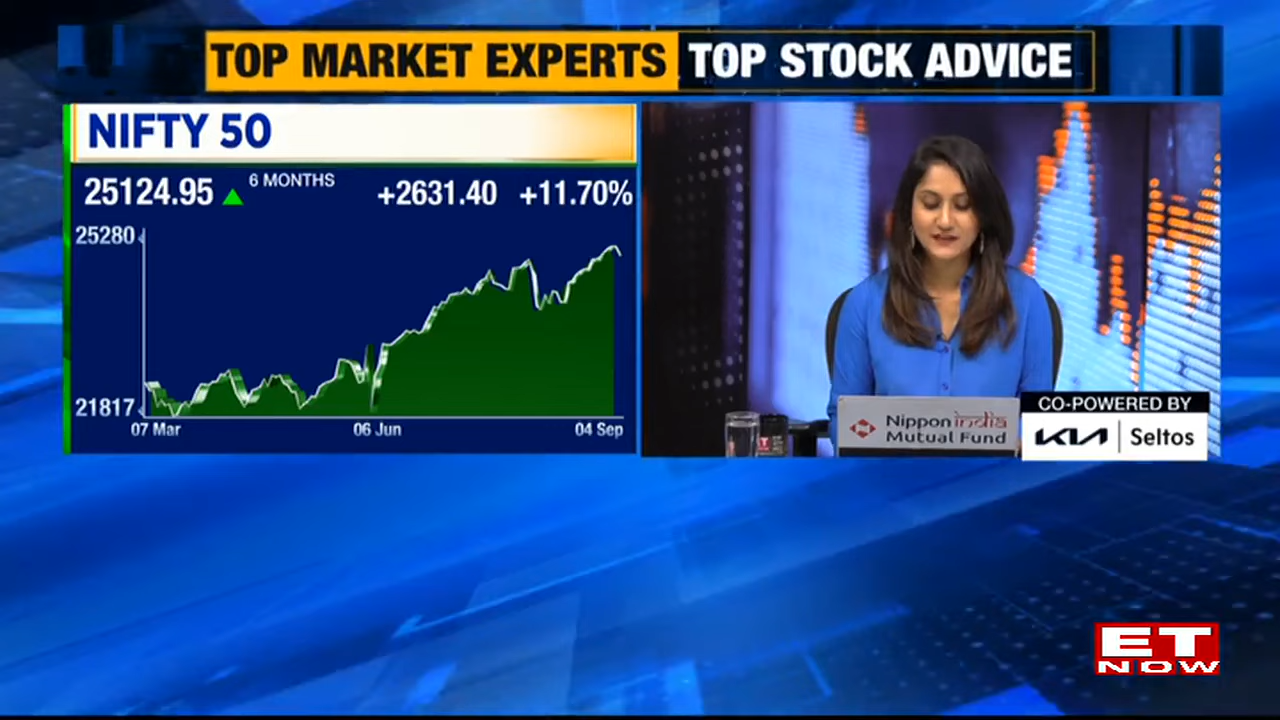 TOP MARKET EXPERTS TOP STOCK ADVICE
NIFTY 50
25124.95 6 MONTHS +2631.40 +11.70%
25280
21817
07 Mar 06 Jun 04 Sep
Nippon india
Mutual Fund
CO-POWERED BY
KIA Seltos
ET
NOW